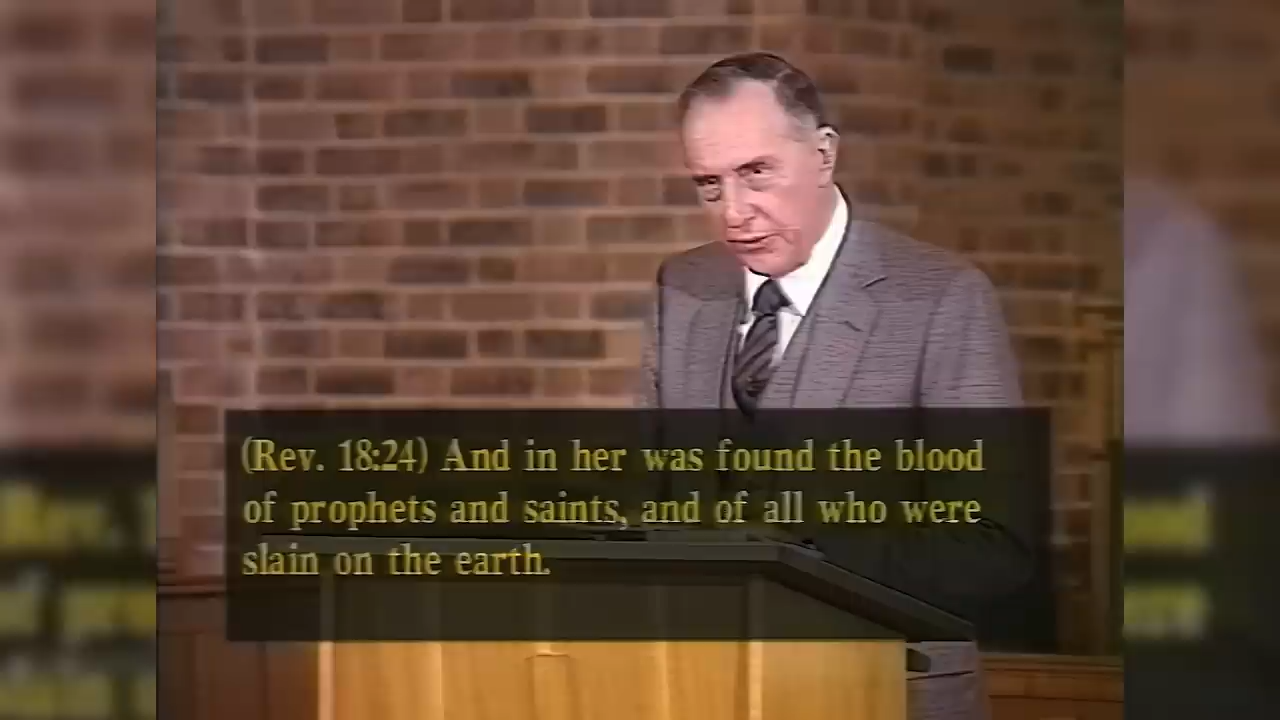 (Rev. 18:24) And in her was found the blood
of prophets and saints, and of all who were
slain on the earth.